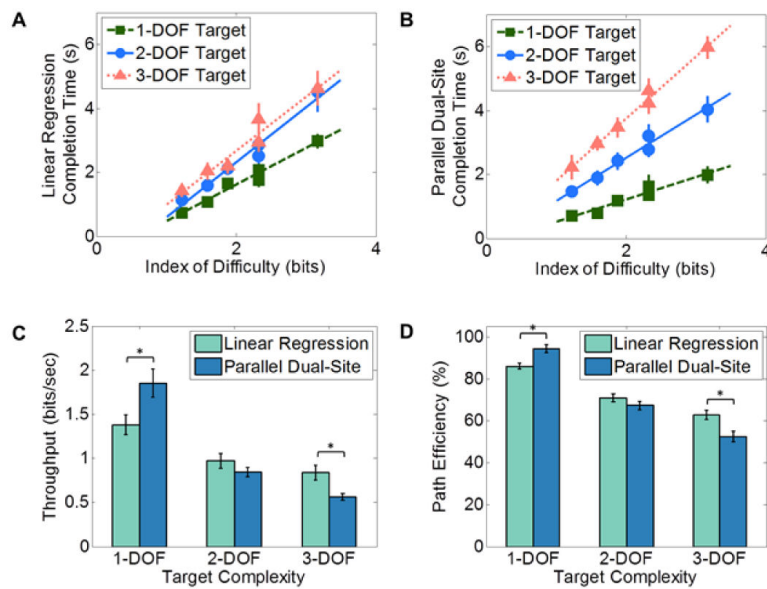 A
1-DOF Target
2-DOF Target
3-DOF Target
Linear Regression
Completion Time (s)
6
4
2
0
0
2
4
Index of Difficulty (bits)
B
1-DOF Target
2-DOF Target
3-DOF Target
Parallel Dual-Site
Completion Time (s)
6
4
2
0
0
2
4
Index of Difficulty (bits)
C
Linear Regression
Parallel Dual-Site
Throughput (bits/sec)
2.5
2
1.5
1
0.5
0
*
*
1-DOF
2-DOF
3-DOF
Target Complexity
D
Linear Regression
Parallel Dual-Site
Path Efficiency (%)
100
80
60
40
20
0
*
*
1-DOF
2-DOF
3-DOF
Target Complexity